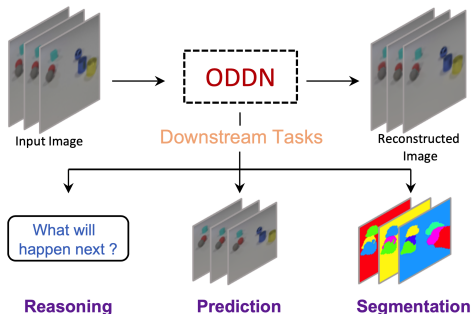 ODDN
Input Image
Reconstructed
Image
Downstream Tasks
What will
happen next ?
Reasoning
Prediction
Segmentation